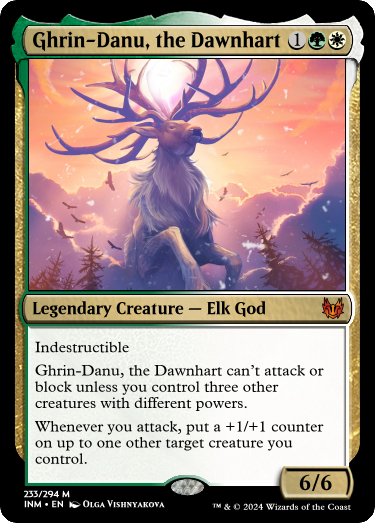 Ghrin-Danu, the Dawnhart 1
Legendary Creature — Elk God
Indestructible
Ghrin-Danu, the Dawnhart can't attack or
block unless you control three other
creatures with different powers.
Whenever you attack, put a +1/+1 counter
on up to one other target creature you
control.
6/6
233/294 M
INM • EN Olga Vishnyakova
™ & © 2024 Wizards of the Coast